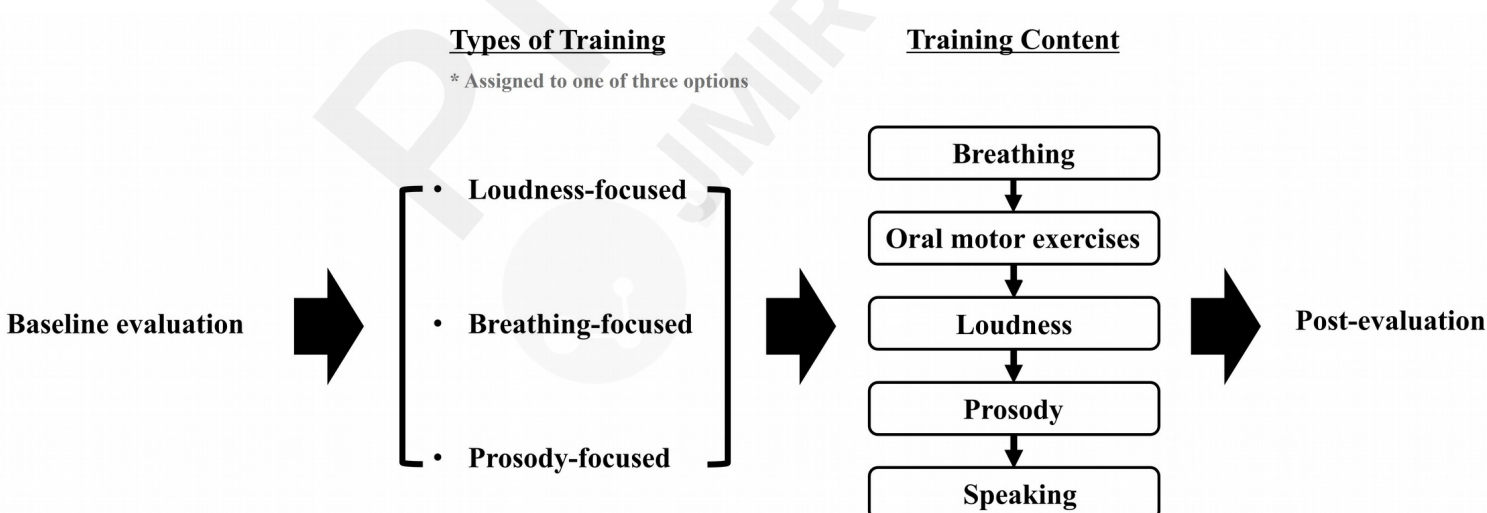 Types of Training
* Assigned to one of three options
Training Content
Baseline evaluation
• Loudness-focused
• Breathing-focused
• Prosody-focused
Breathing
Oral motor exercises
Loudness
Prosody
Speaking
Post-evaluation
JMIR